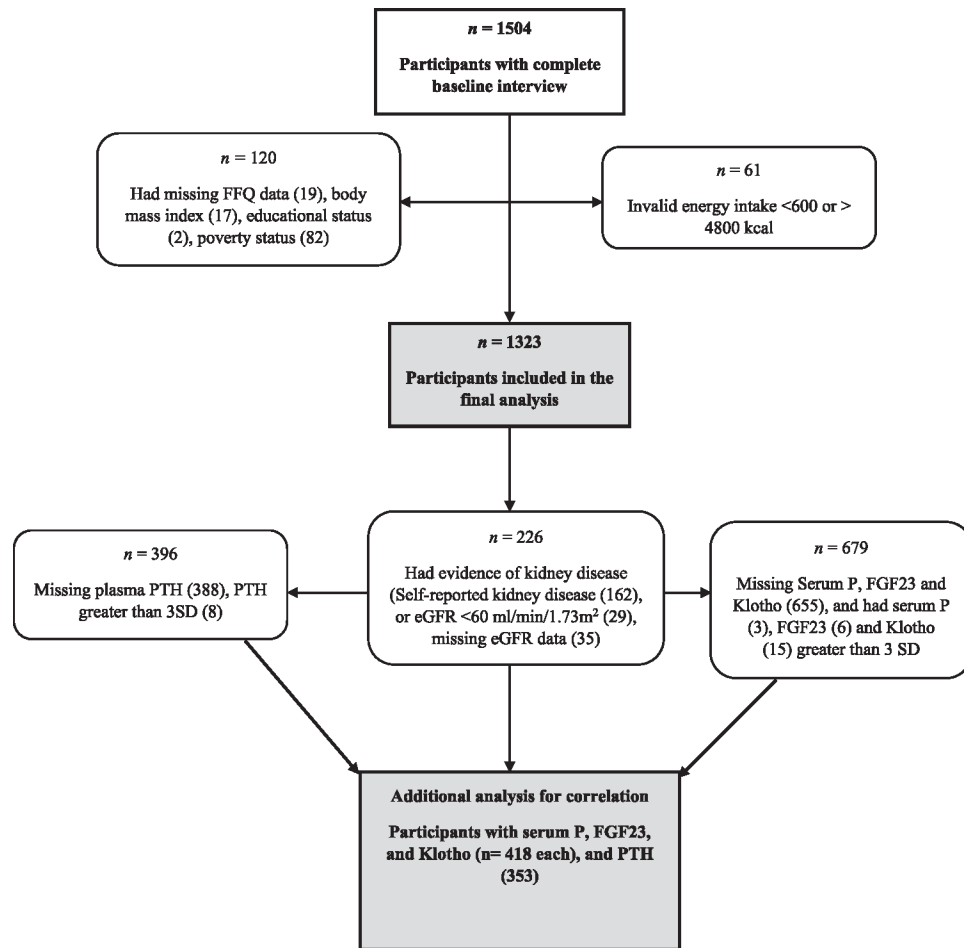 n = 1504
Participants with complete
baseline interview
n = 120
Had missing FFQ data (19), body
mass index (17), educational status
(2), poverty status (82)
n = 61
Invalid energy intake <600 or >
4800 kcal
n = 1323
Participants included in the
final analysis
n = 396
Missing plasma PTH (388), PTH
greater than 3SD (8)
n = 226
Had evidence of kidney disease
(Self-reported kidney disease (162),
or eGFR <60 ml/min/1.73m² (29),
missing eGFR data (35)
n = 679
Missing Serum P, FGF23 and
Klotho (655), and had serum P
(3), FGF23 (6) and Klotho
(15) greater than 3 SD
Additional analysis for correlation
Participants with serum P, FGF23,
and Klotho (n= 418 each), and PTH
(353)